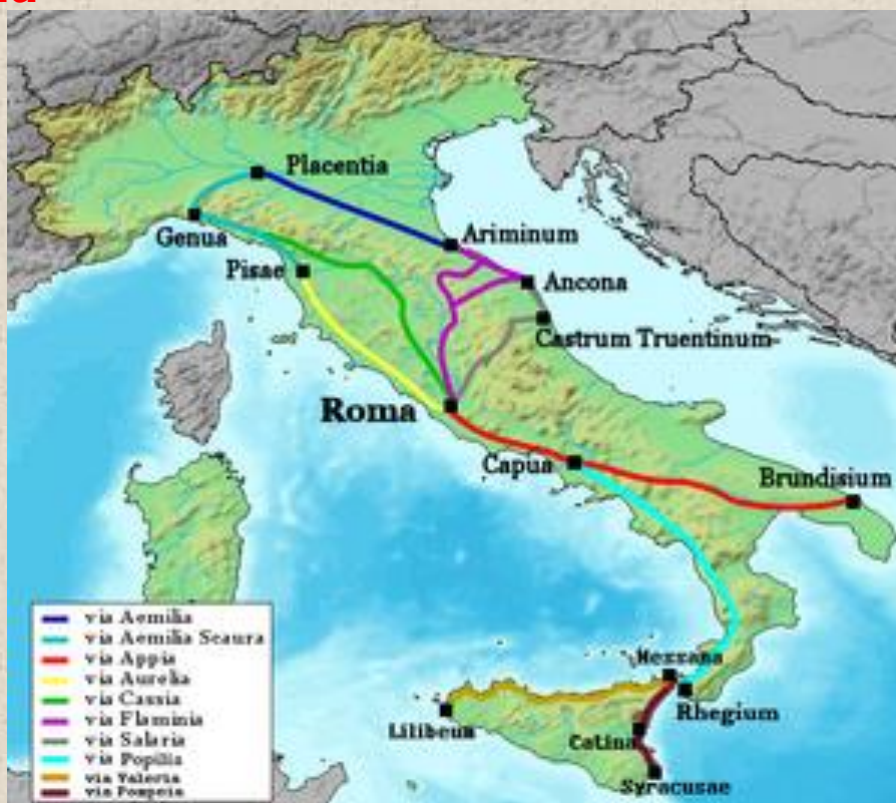 Placentia
Genua
Ariminum
Pisae
Ancona
Castrum Truentinum
Roma
Capua
Brundisium
Messana
Rhegium
Lilibeum
Catina
Syracusae
via Aemilia
via Aemilia Scaura
via Appia
via Aurelia
via Cassia
via Flaminia
via Salaria
via Popilia
via Valeria
via Pompeia